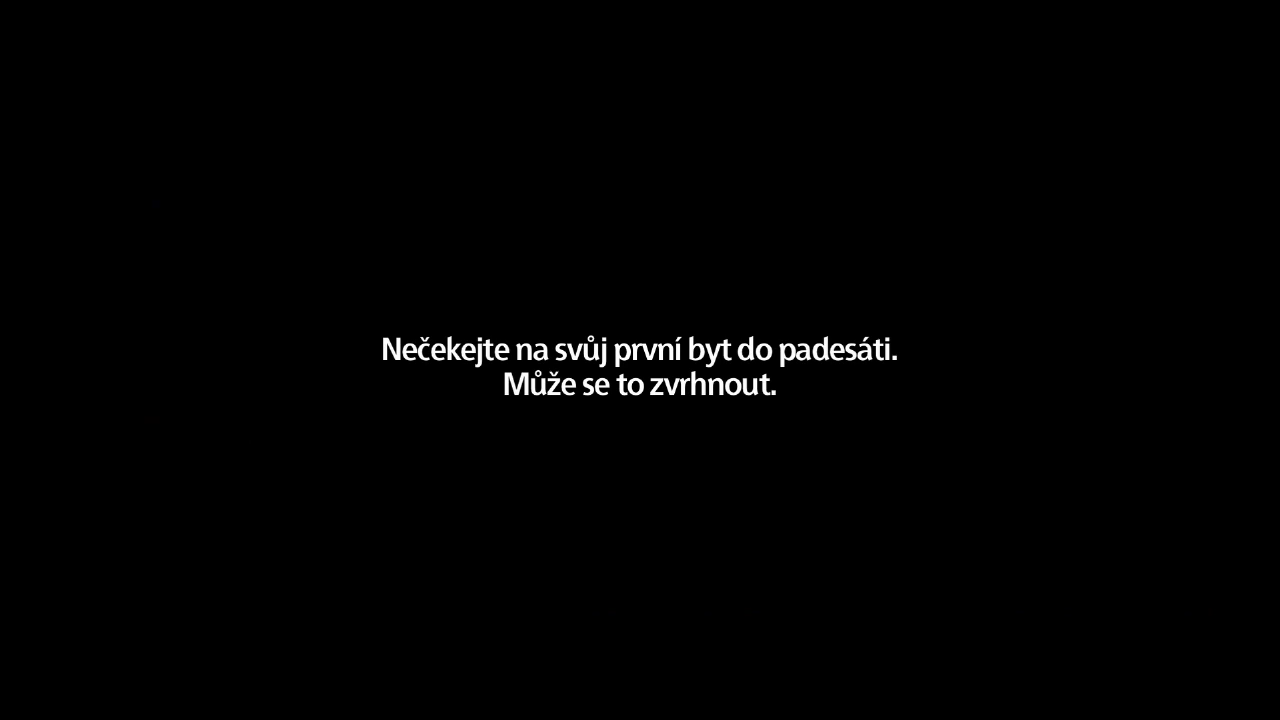 Nečekejte na svůj první byt do padesáti.
Může se to zvrhnout.